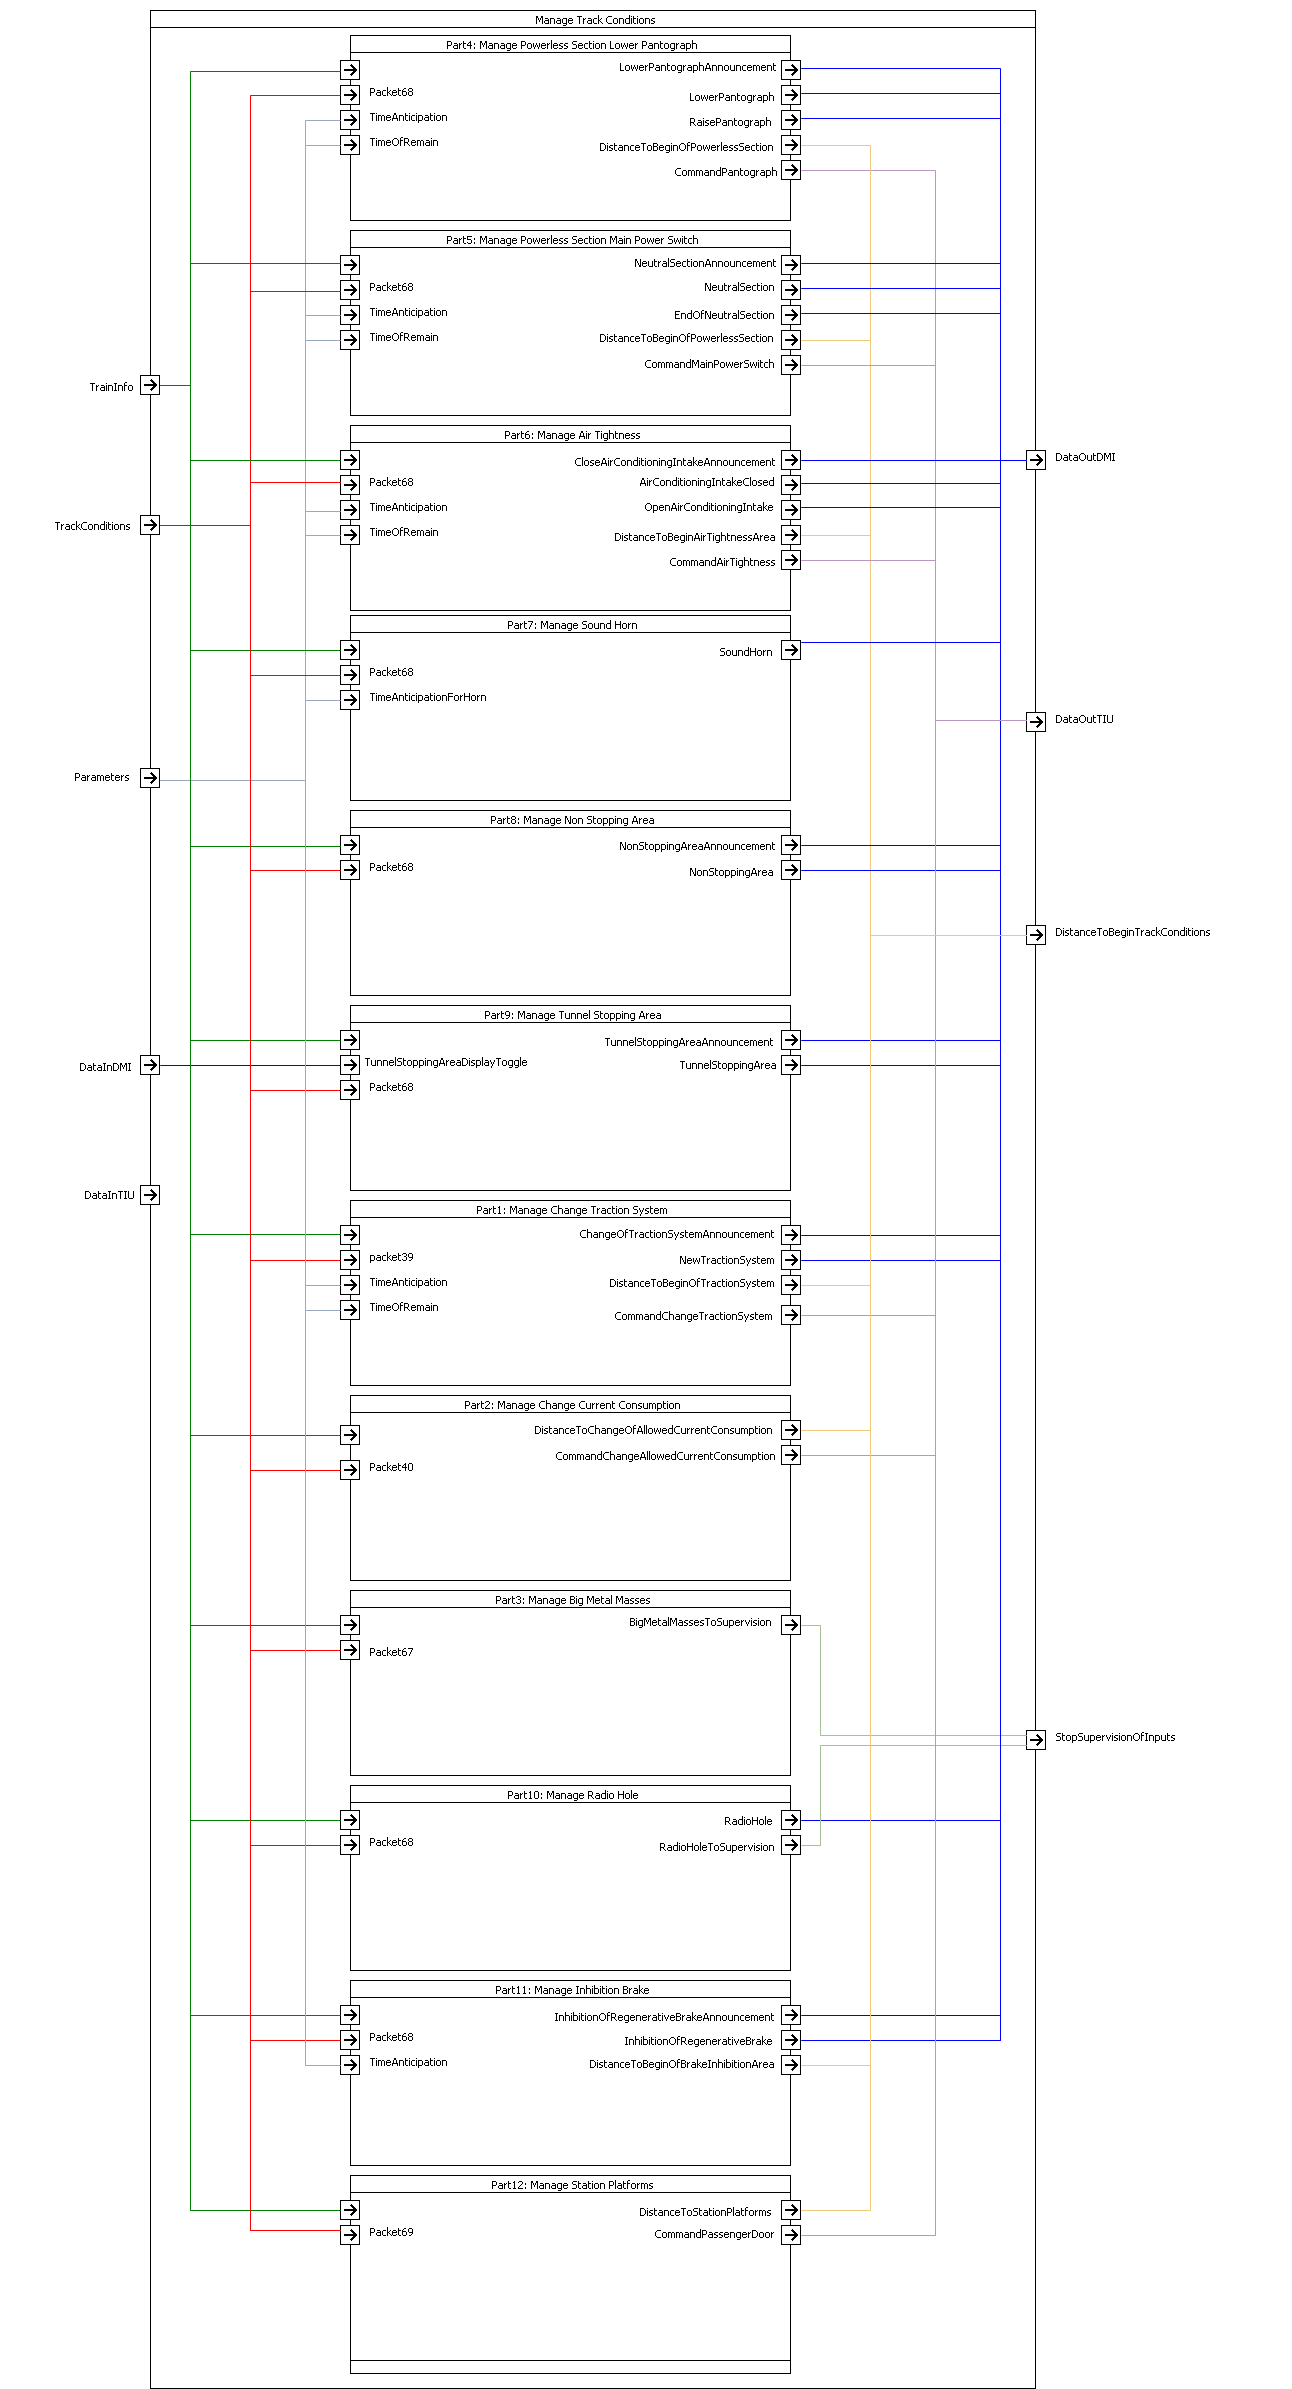 Manage Track Conditions
Part4: Manage Powerless Section Lower Pantograph
LowerPantographAnnouncement
Packet68
LowerPantograph
TimeAnticipation
RaisePantograph
TimeOfRemain
DistanceToBeginOfPowerlessSection
CommandPantograph
Part5: Manage Powerless Section Main Power Switch
NeutralSectionAnnouncement
Packet68
NeutralSection
TimeAnticipation
EndOfNeutralSection
TimeOfRemain
DistanceToBeginOfPowerlessSection
CommandMainPowerSwitch
TrainInfo
Part6: Manage Air Tightness
CloseAirConditioningIntakeAnnouncement
DataOutDMI
Packet68
AirConditioningIntakeClosed
TimeAnticipation
OpenAirConditioningIntake
TrackConditions
TimeOfRemain
DistanceToBeginAirTightnessArea
CommandAirTightness
Part7: Manage Sound Horn
SoundHorn
Packet68
TimeAnticipationForHorn
DataOutTIU
Parameters
Part8: Manage Non Stopping Area
NonStoppingAreaAnnouncement
Packet68
NonStoppingArea
DistanceToBeginTrackConditions
Part9: Manage Tunnel Stopping Area
TunnelStoppingAreaAnnouncement
DataInDMI
TunnelStoppingAreaDisplayToggle
TunnelStoppingArea
Packet68
DataInTIU
Part1: Manage Change Traction System
ChangeOfTractionSystemAnnouncement
packet39
NewTractionSystem
TimeAnticipation
DistanceToBeginOfTractionSystem
TimeOfRemain
CommandChangeTractionSystem
Part2: Manage Change Current Consumption
DistanceToChangeOfAllowedCurrentConsumption
CommandChangeAllowedCurrentConsumption
Packet40
Part3: Manage Big Metal Masses
BigMetalMassesToSupervision
Packet67
StopSupervisionOfInputs
Part10: Manage Radio Hole
RadioHole
Packet68
RadioHoleToSupervision
Part11: Manage Inhibition Brake
InhibitionOfRegenerativeBrakeAnnouncement
Packet68
InhibitionOfRegenerativeBrake
TimeAnticipation
DistanceToBeginOfBrakeInhibitionArea
Part12: Manage Station Platforms
DistanceToStationPlatforms
Packet69
CommandPassengerDoor